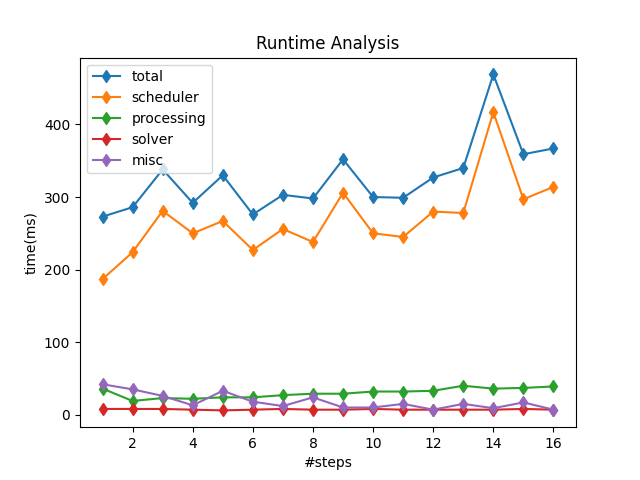 Runtime Analysis
total
scheduler
processing
solver
misc
time(ms)
400
300
200
100
0
2 4 6 8 10 12 14 16
#steps